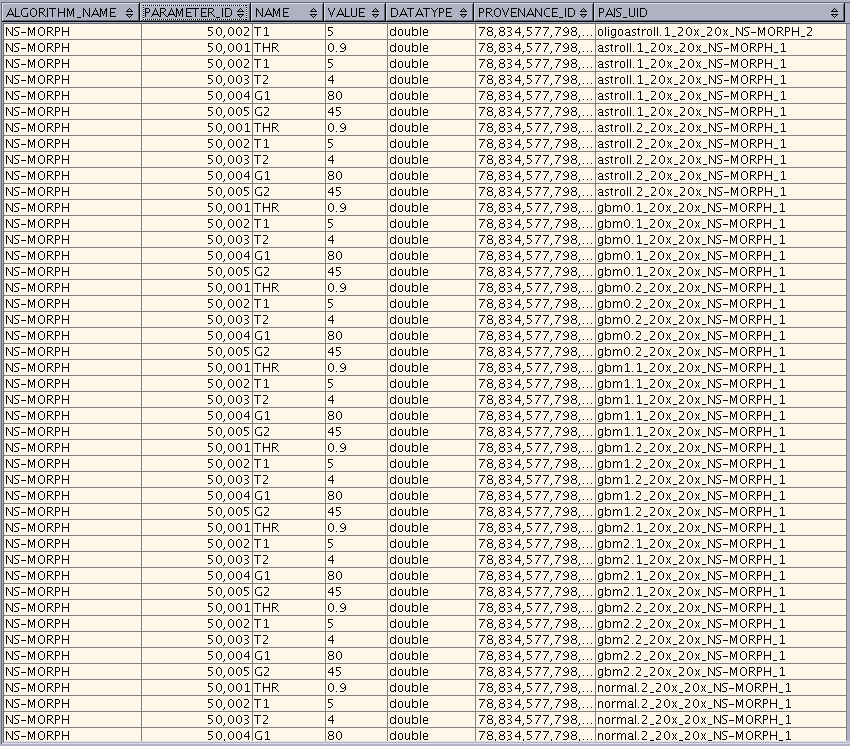 ALGORITHM_NAME PARAMETER_ID NAME VALUE DATATYPE PROVENANCE_ID PAIS_UID
NS-MORPH 50,002 T1 5 double 78,834,577,798,... oligoastroII.1_20x_20x_NS-MORPH_2
NS-MORPH 50,001 THR 0.9 double 78,834,577,798,... astroII.1_20x_20x_NS-MORPH_1
NS-MORPH 50,002 T1 5 double 78,834,577,798,... astroII.1_20x_20x_NS-MORPH_1
NS-MORPH 50,003 T2 4 double 78,834,577,798,... astroII.1_20x_20x_NS-MORPH_1
NS-MORPH 50,004 G1 80 double 78,834,577,798,... astroII.1_20x_20x_NS-MORPH_1
NS-MORPH 50,005 G2 45 double 78,834,577,798,... astroII.1_20x_20x_NS-MORPH_1
NS-MORPH 50,001 THR 0.9 double 78,834,577,798,... astroII.2_20x_20x_NS-MORPH_1
NS-MORPH 50,002 T1 5 double 78,834,577,798,... astroII.2_20x_20x_NS-MORPH_1
NS-MORPH 50,003 T2 4 double 78,834,577,798,... astroII.2_20x_20x_NS-MORPH_1
NS-MORPH 50,004 G1 80 double 78,834,577,798,... astroII.2_20x_20x_NS-MORPH_1
NS-MORPH 50,005 G2 45 double 78,834,577,798,... astroII.2_20x_20x_NS-MORPH_1
NS-MORPH 50,001 THR 0.9 double 78,834,577,798,... gbm0.1_20x_20x_NS-MORPH_1
NS-MORPH 50,002 T1 5 double 78,834,577,798,... gbm0.1_20x_20x_NS-MORPH_1
NS-MORPH 50,003 T2 4 double 78,834,577,798,... gbm0.1_20x_20x_NS-MORPH_1
NS-MORPH 50,004 G1 80 double 78,834,577,798,... gbm0.1_20x_20x_NS-MORPH_1
NS-MORPH 50,005 G2 45 double 78,834,577,798,... gbm0.1_20x_20x_NS-MORPH_1
NS-MORPH 50,001 THR 0.9 double 78,834,577,798,... gbm0.2_20x_20x_NS-MORPH_1
NS-MORPH 50,002 T1 5 double 78,834,577,798,... gbm0.2_20x_20x_NS-MORPH_1
NS-MORPH 50,003 T2 4 double 78,834,577,798,... gbm0.2_20x_20x_NS-MORPH_1
NS-MORPH 50,004 G1 80 double 78,834,577,798,... gbm0.2_20x_20x_NS-MORPH_1
NS-MORPH 50,005 G2 45 double 78,834,577,798,... gbm0.2_20x_20x_NS-MORPH_1
NS-MORPH 50,001 THR 0.9 double 78,834,577,798,... gbm1.1_20x_20x_NS-MORPH_1
NS-MORPH 50,002 T1 5 double 78,834,577,798,... gbm1.1_20x_20x_NS-MORPH_1
NS-MORPH 50,003 T2 4 double 78,834,577,798,... gbm1.1_20x_20x_NS-MORPH_1
NS-MORPH 50,004 G1 80 double 78,834,577,798,... gbm1.1_20x_20x_NS-MORPH_1
NS-MORPH 50,005 G2 45 double 78,834,577,798,... gbm1.1_20x_20x_NS-MORPH_1
NS-MORPH 50,001 THR 0.9 double 78,834,577,798,... gbm1.2_20x_20x_NS-MORPH_1
NS-MORPH 50,002 T1 5 double 78,834,577,798,... gbm1.2_20x_20x_NS-MORPH_1
NS-MORPH 50,003 T2 4 double 78,834,577,798,... gbm1.2_20x_20x_NS-MORPH_1
NS-MORPH 50,004 G1 80 double 78,834,577,798,... gbm1.2_20x_20x_NS-MORPH_1
NS-MORPH 50,005 G2 45 double 78,834,577,798,... gbm1.2_20x_20x_NS-MORPH_1
NS-MORPH 50,001 THR 0.9 double 78,834,577,798,... gbm2.1_20x_20x_NS-MORPH_1
NS-MORPH 50,002 T1 5 double 78,834,577,798,... gbm2.1_20x_20x_NS-MORPH_1
NS-MORPH 50,003 T2 4 double 78,834,577,798,... gbm2.1_20x_20x_NS-MORPH_1
NS-MORPH 50,004 G1 80 double 78,834,577,798,... gbm2.1_20x_20x_NS-MORPH_1
NS-MORPH 50,005 G2 45 double 78,834,577,798,... gbm2.1_20x_20x_NS-MORPH_1
NS-MORPH 50,001 THR 0.9 double 78,834,577,798,... gbm2.2_20x_20x_NS-MORPH_1
NS-MORPH 50,002 T1 5 double 78,834,577,798,... gbm2.2_20x_20x_NS-MORPH_1
NS-MORPH 50,003 T2 4 double 78,834,577,798,... gbm2.2_20x_20x_NS-MORPH_1
NS-MORPH 50,004 G1 80 double 78,834,577,798,... gbm2.2_20x_20x_NS-MORPH_1
NS-MORPH 50,005 G2 45 double 78,834,577,798,... gbm2.2_20x_20x_NS-MORPH_1
NS-MORPH 50,001 THR 0.9 double 78,834,577,798,... normal.2_20x_20x_NS-MORPH_1
NS-MORPH 50,002 T1 5 double 78,834,577,798,... normal.2_20x_20x_NS-MORPH_1
NS-MORPH 50,003 T2 4 double 78,834,577,798,... normal.2_20x_20x_NS-MORPH_1
NS-MORPH 50,004 G1 80 double 78,834,577,798,... normal.2_20x_20x_NS-MORPH_1